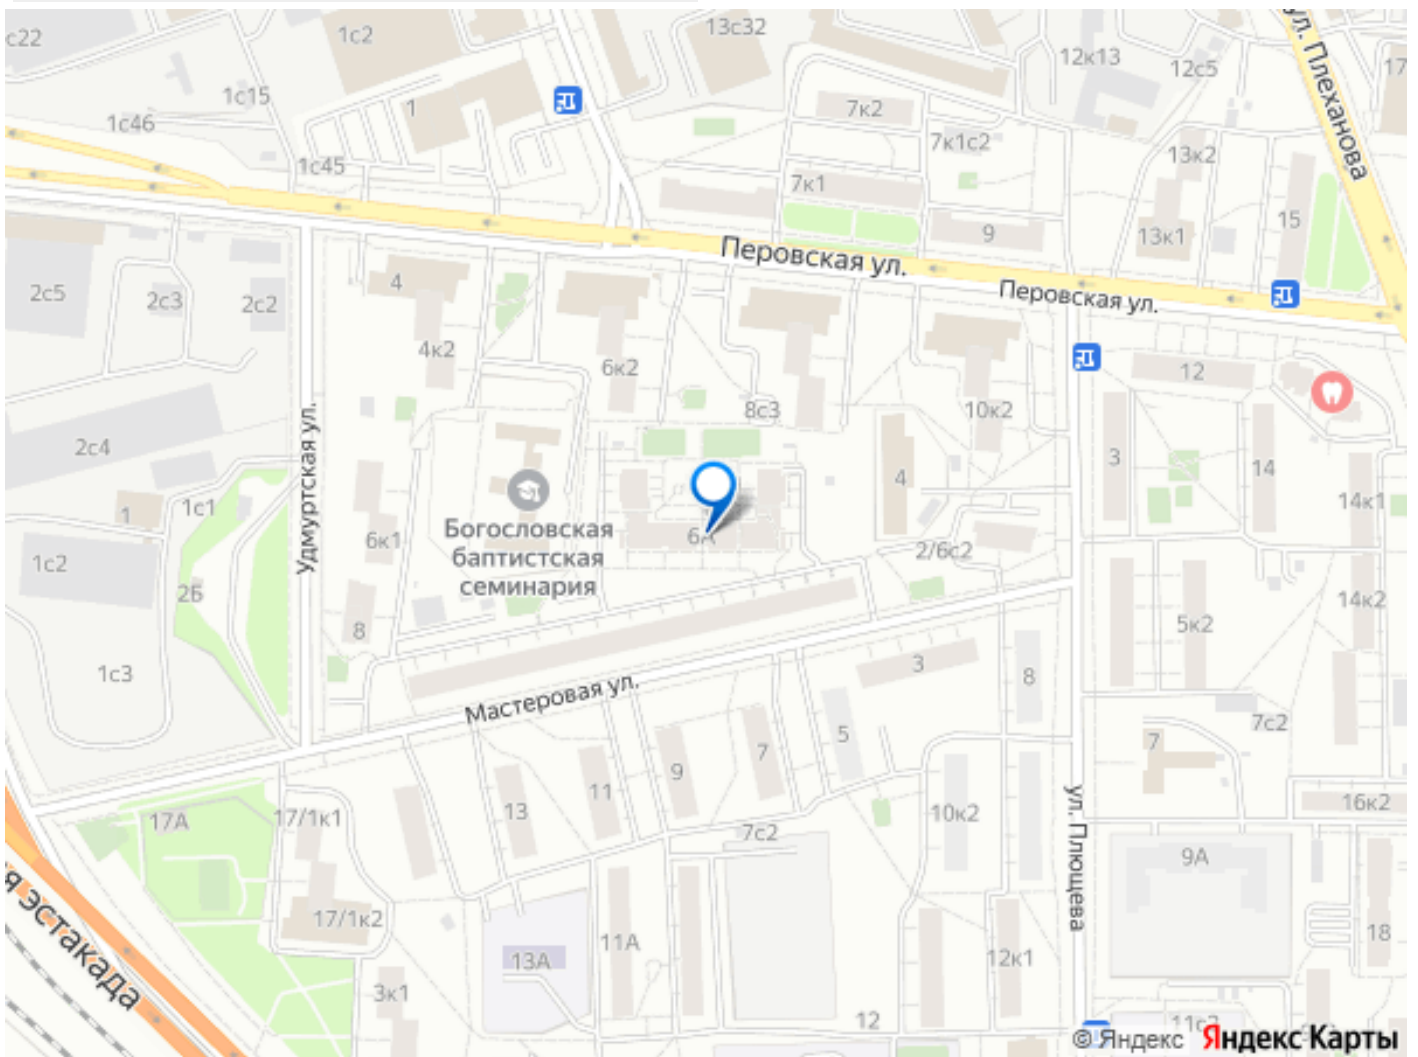 с22
1с2
13с32
12к13
12с5
17
ул. Плеханова
1с15
1
1с46
7к2
7к1с2
13к2
1с45
7к1
15
9
13к1
Перовская ул.
Перовская ул.
4
2с5
2с3
2с2
4к2
6к2
8с3
10к2
12
Удмуртская ул.
2с4
3
14
4
14к1
1с1
1
Богословская
баптистская
семинария
6А
6к1
2/6с2
1с2
2Б
14к2
8
5к2
1с3
3
8
Мастеровая ул.
5
7
7с2
7
9
11
13
17А
17/1к1
10к2
16к2
7с2
ул. Плющева
9А
я эстакада
17/1к2
11А
18
13А
12к1
3к1
12
11с2
© Яндекс Яндекс Карты